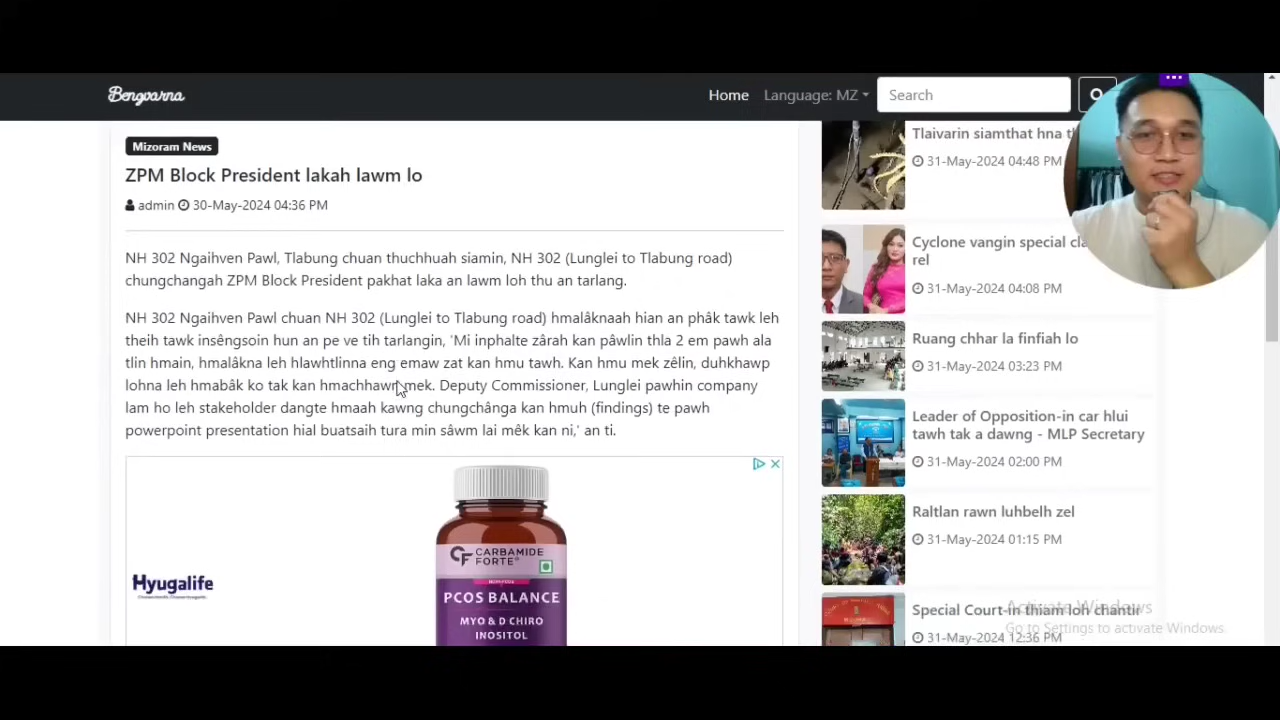 Bengvarna
Home
Language: MZ
Search
Mizoram News
ZPM Block President lakah lawm lo
admin 30-May-2024 04:36 PM
NH 302 Ngaihven Pawl, Tlabung chuan thuchhuah siamin, NH 302 (Lunglei to Tlabung road)
chungchangah ZPM Block President pakhat laka an lawm loh thu an tarlang.
NH 302 Ngaihven Pawl chuan NH 302 (Lunglei to Tlabung road) hmalâknaah hian an phâk tawk leh
theih tawk insêngsoin hun an pe ve tih tarlangin, 'Mi inphalte zârah kan pâwlin thla 2 em pawh ala
tlin hmain, hmalâkna leh hlawhtlinna eng emaw zat kan hmu tawh. Kan hmu mek zêlin, duhkhawp
lohna leh hmabâk ko tak kan hmachhawn mek. Deputy Commissioner, Lunglei pawhin company
lam ho leh stakeholder dangte hmaah kawng chungchânga kan hmuh (findings) te pawh
powerpoint presentation hial buatsaih tura min sâwm lai mêk kan ni,' an ti.
Hyugalife
CF CARBAMIDE
FORTE
PCOS BALANCE
MYO & D CHIRO
INOSITOL
Tlaivarin siamthat hna
31-May-2024 04:48 PM
Cyclone vangin special
rel
31-May-2024 04:08 PM
Ruang chhar la finfiah lo
31-May-2024 03:23 PM
Leader of Opposition-in car hlui
tawh tak a dawng - MLP Secretary
31-May-2024 02:00 PM
Raltlan rawn luhbelh zel
31-May-2024 01:15 PM
Special Court-in thiam loh chantir
31-May-2024 12:36 PM
Activate Windows
Go to Settings to activate Windows.